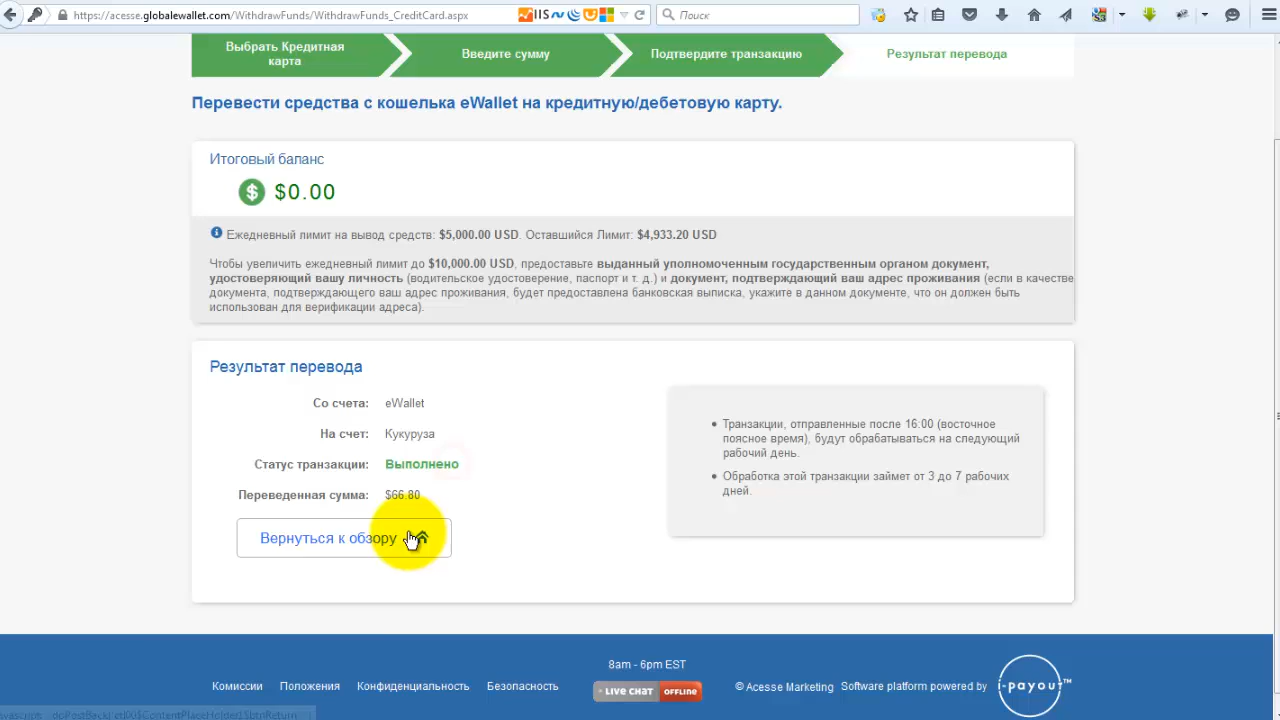 https://acesse.globalewallet.com/WithdrawFunds/WithdrawFunds_CreditCard.aspx
IIS
Поиск
Выбрать Кредитная
карта
Введите сумму
Подтвердите транзакцию
Результат перевода
Перевести средства с кошелька eWallet на кредитную/дебетовую карту.
Итоговый баланс
$0.00
Ежедневный лимит на вывод средств: $5,000.00 USD. Оставшийся Лимит: $4,933.20 USD
Чтобы увеличить ежедневный лимит до $10,000.00 USD, предоставьте выданный уполномоченным государственным органом документ,
удостоверяющий вашу личность (водительское удостоверение, паспорт и т. д.) и документ, подтверждающий ваш адрес проживания (если в качестве
документа, подтверждающего ваш адрес проживания, будет предоставлена банковская выписка, укажите в данном документе, что он должен быть
использован для верификации адреса).
Результат перевода
Со счета: eWallet
На счет: Кукуруза
Статус транзакции: Выполнено
Переведенная сумма: $66.80
Вернуться к обзору
Транзакции, отправленные после 16:00 (восточное
поясное время), будут обрабатываться на следующий
рабочий день.
Обработка этой транзакции займет от 3 до 7 рабочих
дней.
8am - 6pm EST
Комиссии
Положения
Конфиденциальность
Безопасность
LIVE CHAT OFFLINE
© Acesse Marketing
Software platform powered by
i-payout™